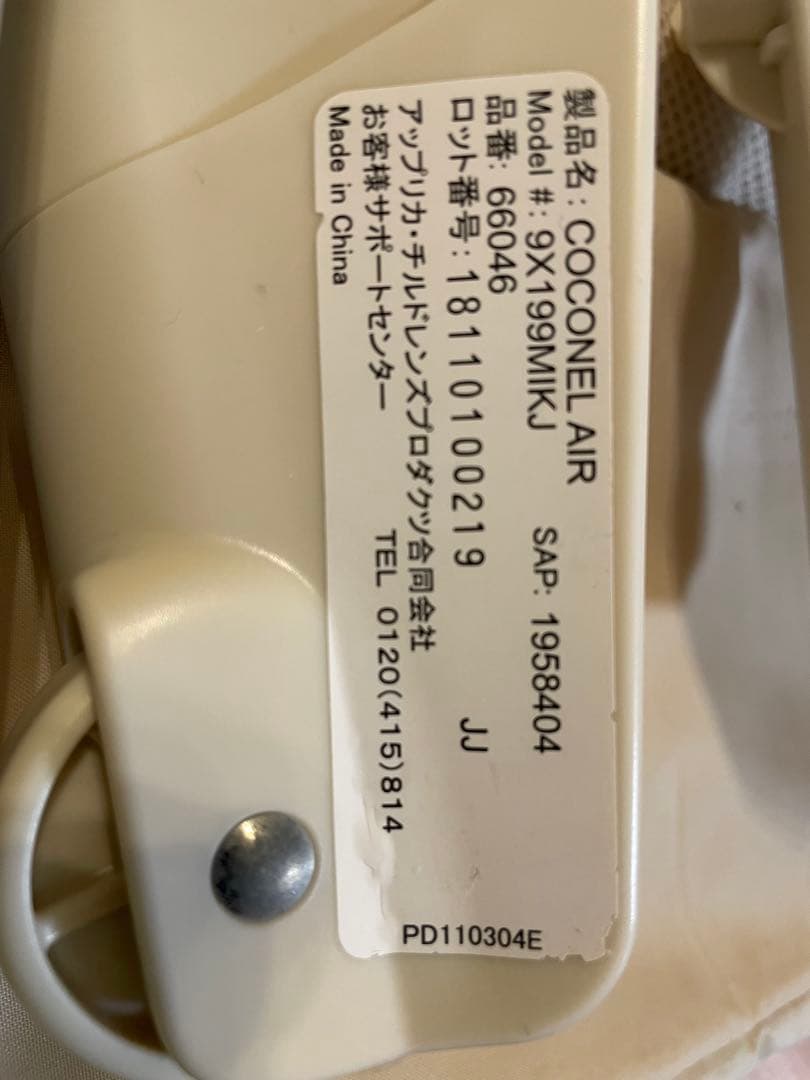 製品名: COCONEL AIR
Model #: 9X199MIKJ SAP: 1958404
品番: 66046
ロット番号: 1811010100219 JJ
アップリカ・チルドレンズプロダクツ合同会社
お客様サポートセンター TEL 0120(415)814
Made in China
PD110304E